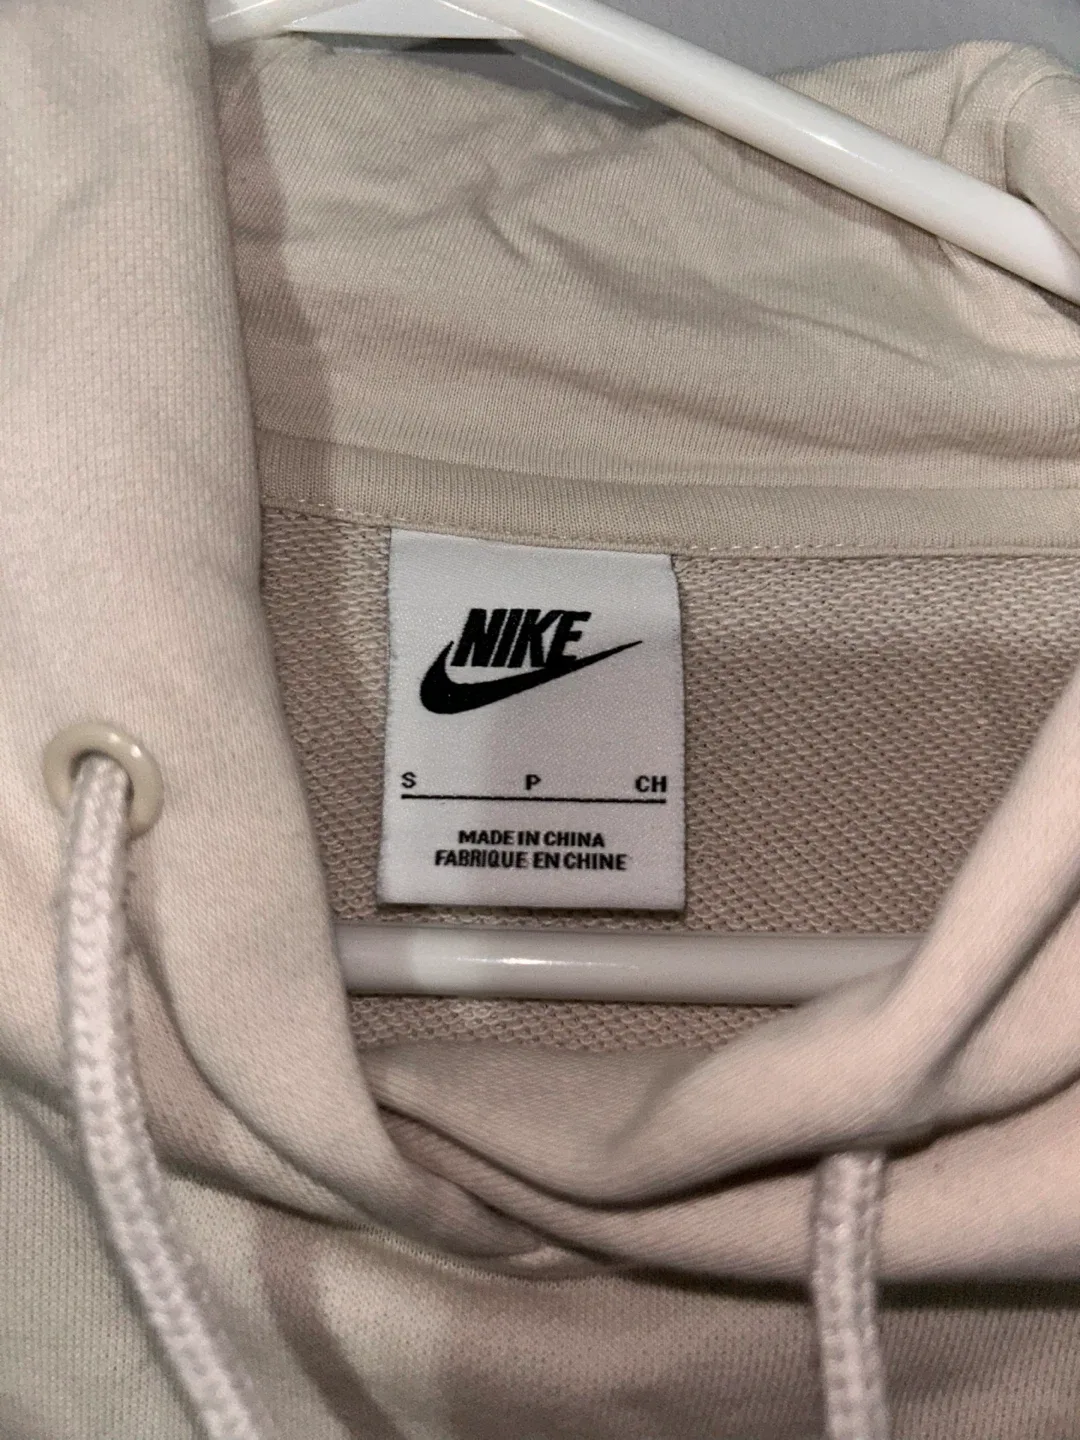 NIKE
S P CH
MADE IN CHINA
FABRIQUE EN CHINE